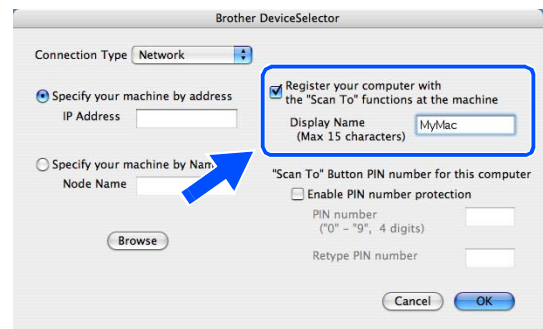 Brother DeviceSelector
Connection Type Network
Specify your machine by address
IP Address
Specify your machine by Nam
Node Name
Browse
Register your computer with
the "Scan To" functions at the machine
Display Name MyMac
(Max 15 characters)
"Scan To" Button PIN number for this computer
Enable PIN number protection
PIN number
("0" – "9", 4 digits)
Retype PIN number
Cancel OK